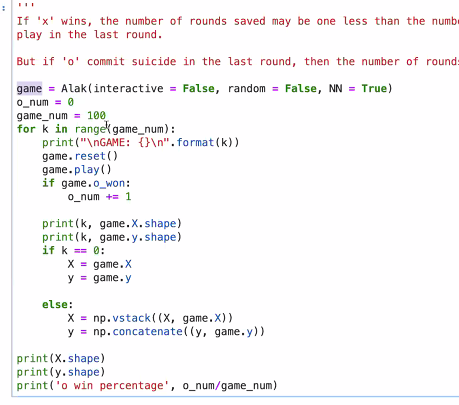 '''
If 'x' wins, the number of rounds saved may be one less than the
play in the last round.
But if 'o' commit suicide in the last round, then the number of
game = Alak(interactive = False, random = False, NN = True)
o_num = 0
game_num = 100
for k in range(game_num):
print("\nGAME: {}\n".format(k))
game.reset()
game.play()
if game.o_won:
o_num += 1
print(k, game.X.shape)
print(k, game.y.shape)
if k == 0:
X = game.X
y = game.y
else:
X = np.vstack((X, game.X))
y = np.concatenate((y, game.y))
print(X.shape)
print(y.shape)
print('o win percentage', o_num/game_num)